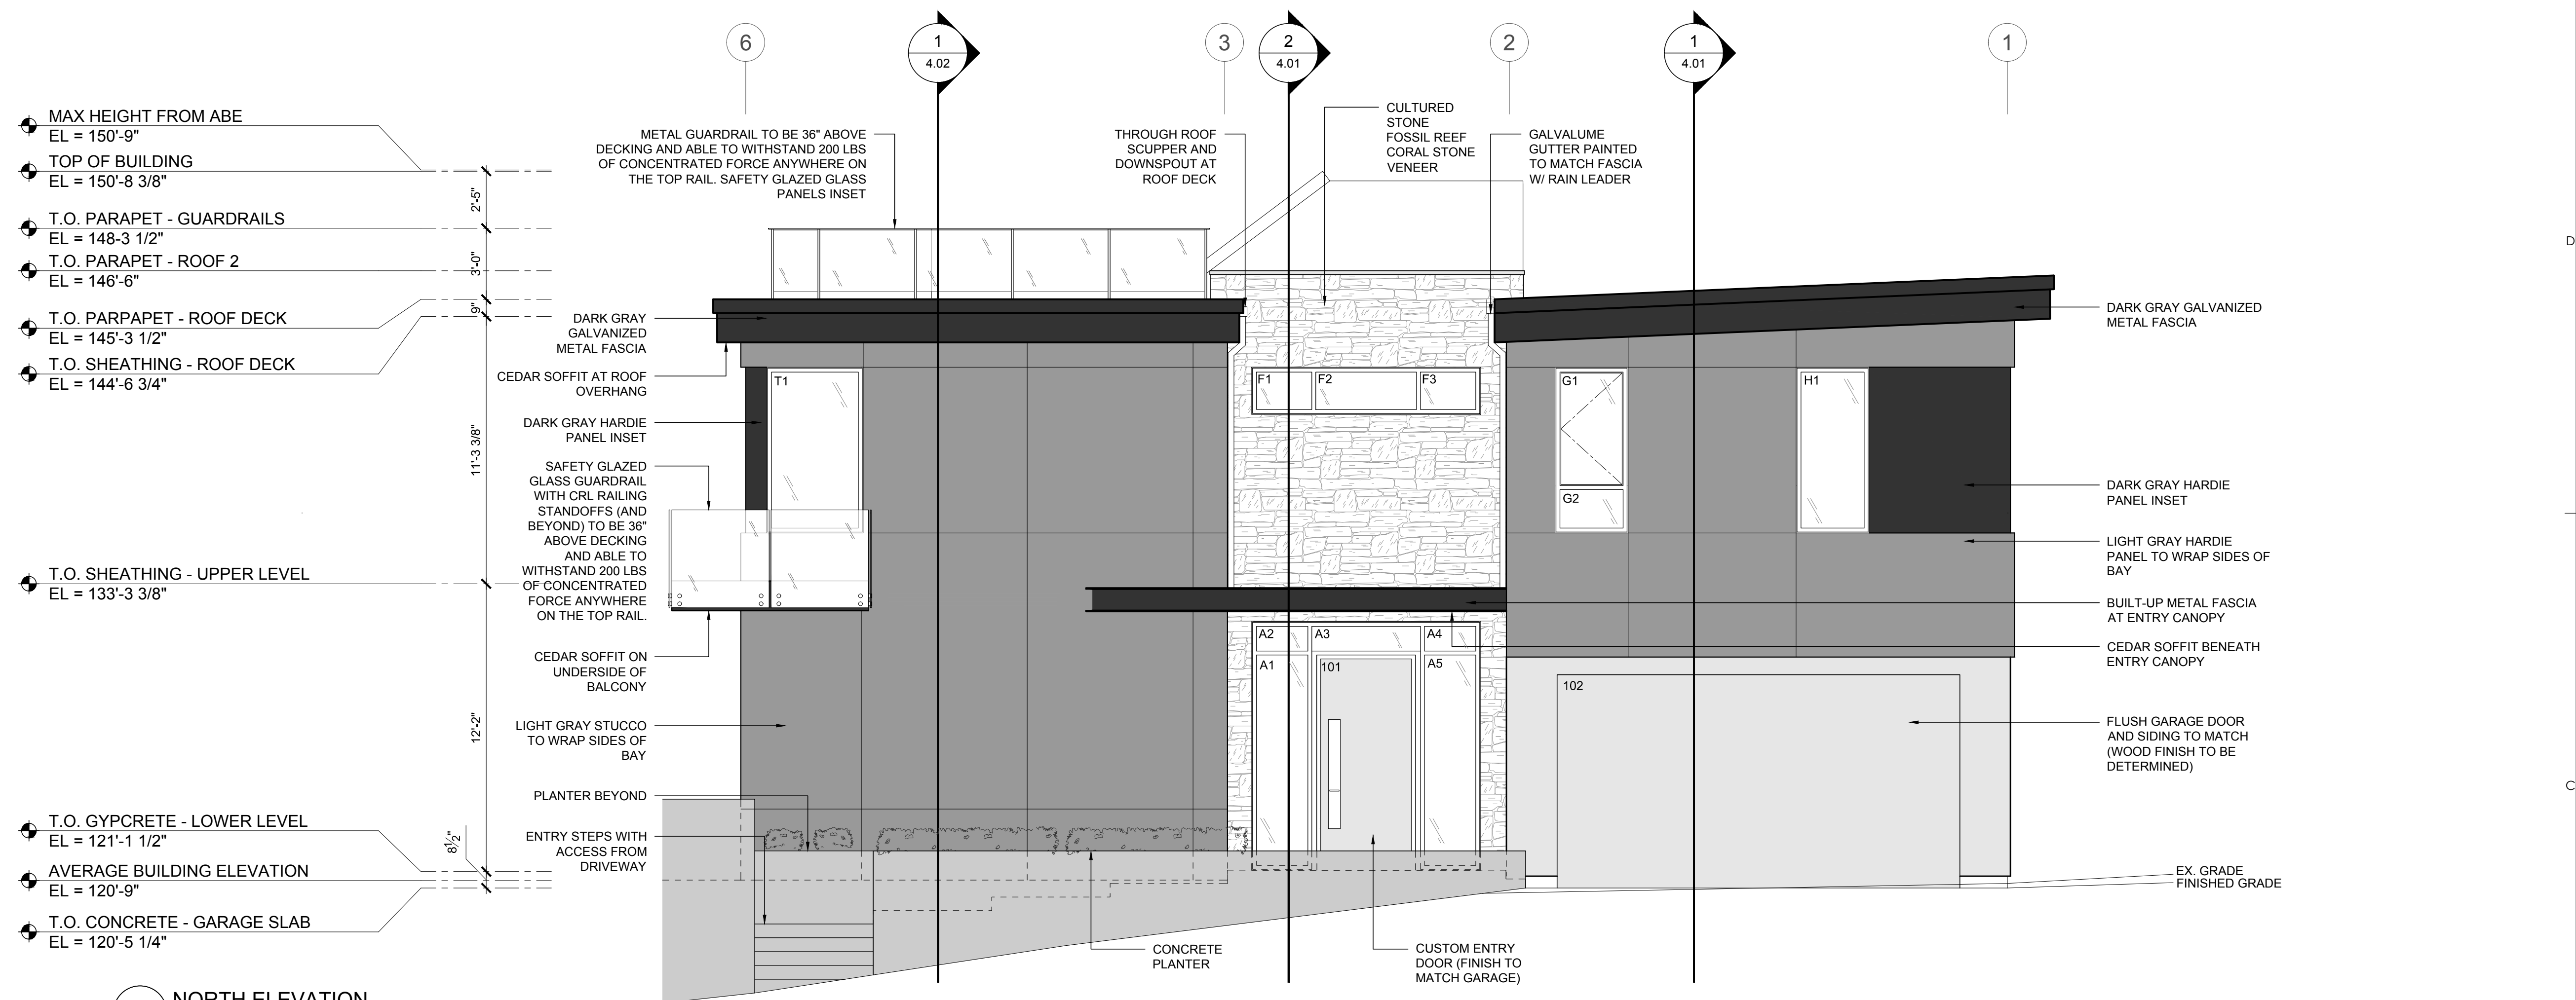 6
1
4.02
3
2
4.01
2
1
4.01
1
MAX HEIGHT FROM ABE
EL = 150'-9"
TOP OF BUILDING
EL = 150'-8 3/8"
T.O. PARAPET - GUARDRAILS
EL = 148-3 1/2"
T.O. PARAPET - ROOF 2
EL = 146'-6"
T.O. PARPAPET - ROOF DECK
EL = 145'-3 1/2"
T.O. SHEATHING - ROOF DECK
EL = 144'-6 3/4"
T.O. SHEATHING - UPPER LEVEL
EL = 133'-3 3/8"
T.O. GYPCRETE - LOWER LEVEL
EL = 121'-1 1/2"
AVERAGE BUILDING ELEVATION
EL = 120'-9"
T.O. CONCRETE - GARAGE SLAB
EL = 120'-5 1/4"
2'-5"
3'-0"
9"
11'-3 3/8"
12'-2"
8½"
METAL GUARDRAIL TO BE 36" ABOVE
DECKING AND ABLE TO WITHSTAND 200 LBS
OF CONCENTRATED FORCE ANYWHERE ON
THE TOP RAIL. SAFETY GLAZED GLASS
PANELS INSET
DARK GRAY
GALVANIZED
METAL FASCIA
CEDAR SOFFIT AT ROOF
OVERHANG
DARK GRAY HARDIE
PANEL INSET
SAFETY GLAZED
GLASS GUARDRAIL
WITH CRL RAILING
STANDOFFS (AND
BEYOND) TO BE 36"
ABOVE DECKING
AND ABLE TO
WITHSTAND 200 LBS
OF CONCENTRATED
FORCE ANYWHERE
ON THE TOP RAIL.
CEDAR SOFFIT ON
UNDERSIDE OF
BALCONY
LIGHT GRAY STUCCO
TO WRAP SIDES OF
BAY
PLANTER BEYOND
ENTRY STEPS WITH
ACCESS FROM
DRIVEWAY
THROUGH ROOF
SCUPPER AND
DOWNSPOUT AT
ROOF DECK
CULTURED
STONE
FOSSIL REEF
CORAL STONE
VENEER
GALVALUME
GUTTER PAINTED
TO MATCH FASCIA
W/ RAIN LEADER
T1
F1
F2
F3
G1
G2
H1
A2
A3
A4
A1
101
A5
102
CONCRETE
PLANTER
CUSTOM ENTRY
DOOR (FINISH TO
MATCH GARAGE)
DARK GRAY GALVANIZED
METAL FASCIA
DARK GRAY HARDIE
PANEL INSET
LIGHT GRAY HARDIE
PANEL TO WRAP SIDES OF
BAY
BUILT-UP METAL FASCIA
AT ENTRY CANOPY
CEDAR SOFFIT BENEATH
ENTRY CANOPY
FLUSH GARAGE DOOR
AND SIDING TO MATCH
(WOOD FINISH TO BE
DETERMINED)
EX. GRADE
FINISHED GRADE
D
C
NORTH ELEVATION